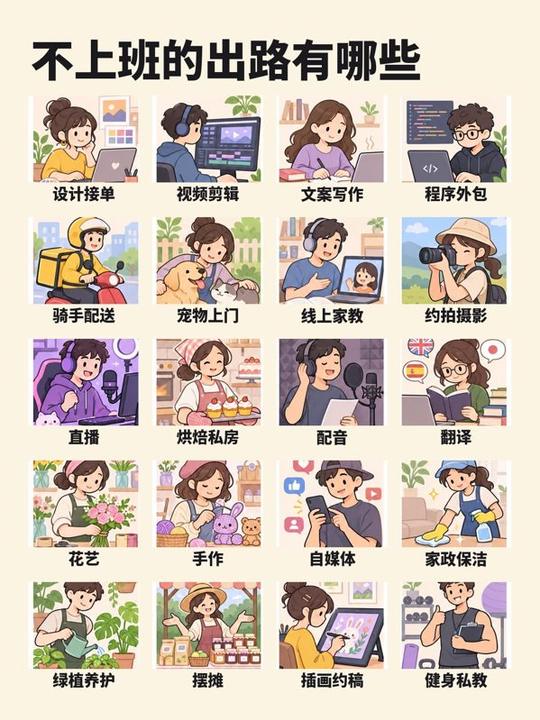 不上班的出路有哪些
设计接单
视频剪辑
文案写作
程序外包
</>
骑手配送
宠物上门
线上家教
约拍摄影
直播
烘焙私房
配音
翻译
花艺
手作
自媒体
家政保洁
绿植养护
摆摊
插画约稿
健身私教